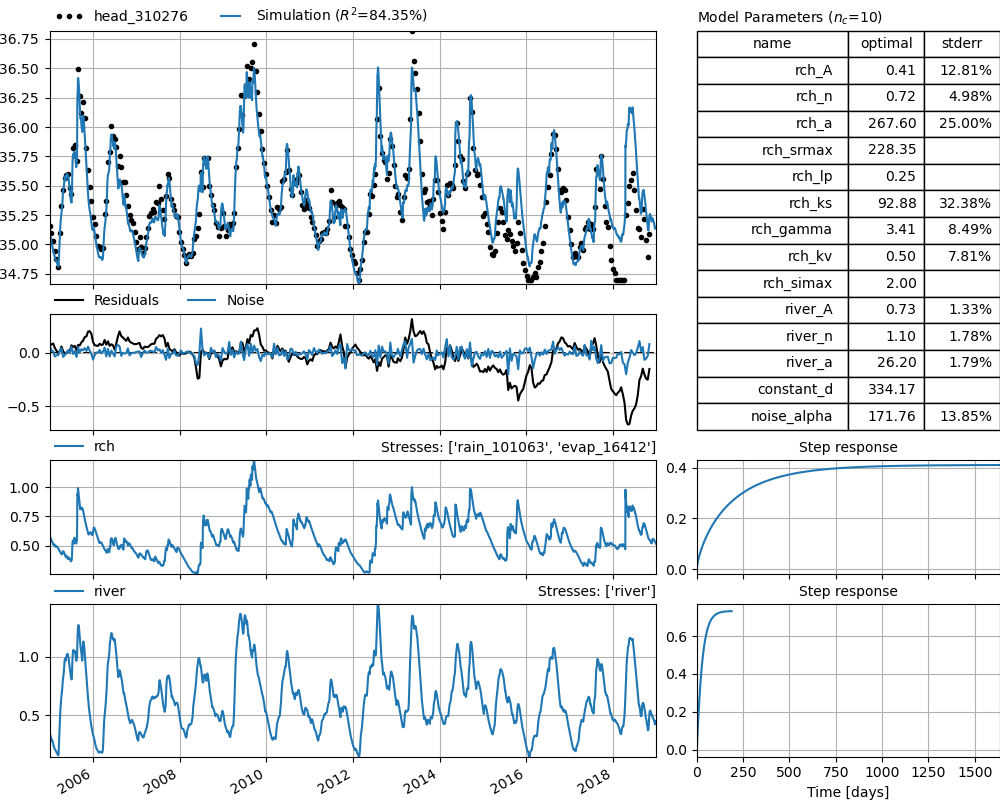 head_310276 Simulation (R²=84.35%)
36.75
36.50
36.25
36.00
35.75
35.50
35.25
35.00
34.75
Residuals Noise
0.0
−0.5
rch Stresses: ['rain_101063', 'evap_16412']
1.00
0.75
0.50
river Stresses: ['river']
1.0
0.5
2006 2008 2010 2012 2014 2016 2018
Model Parameters (n_c=10)
name optimal stderr
rch_A 0.41 12.81%
rch_n 0.72 4.98%
rch_a 267.60 25.00%
rch_srmax 228.35
rch_lp 0.25
rch_ks 92.88 32.38%
rch_gamma 3.41 8.49%
rch_kv 0.50 7.81%
rch_simax 2.00
river_A 0.73 1.33%
river_n 1.10 1.78%
river_a 26.20 1.79%
constant_d 334.17
noise_alpha 171.76 13.85%
Step response
0.4
0.2
0.0
Step response
0.6
0.4
0.2
0.0
0 250 500 750 1000 1250 1500
Time [days]